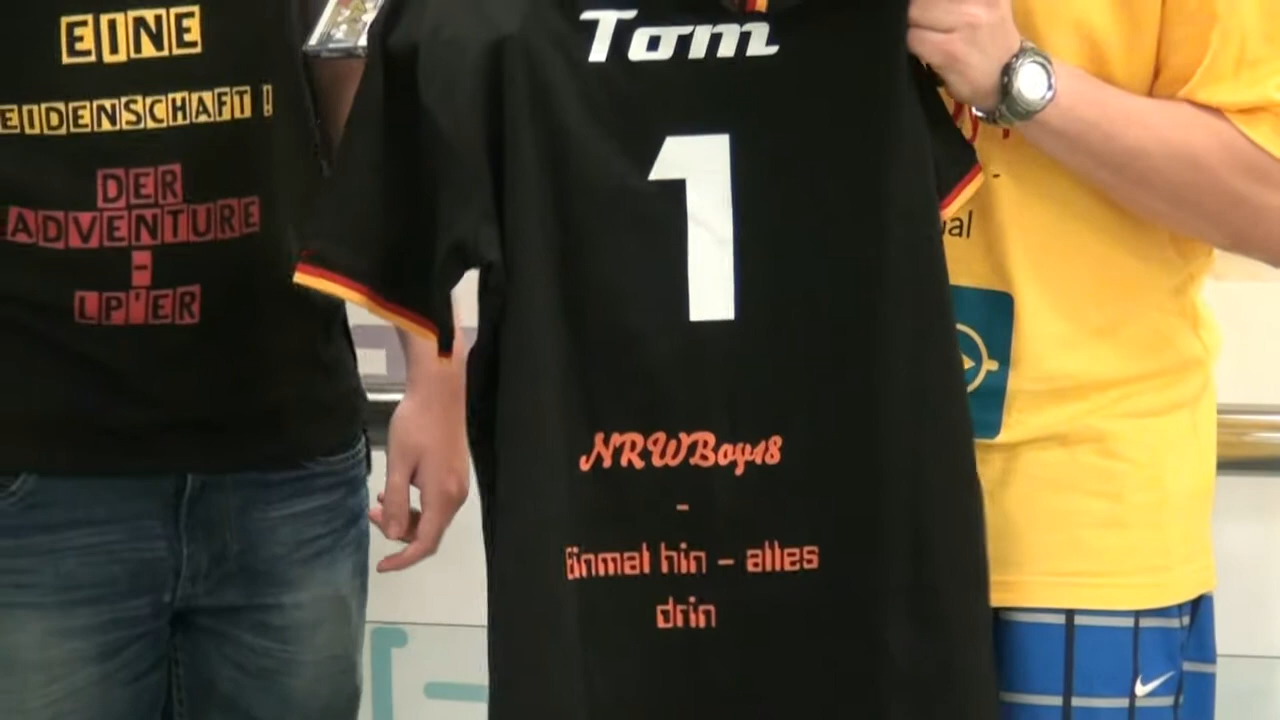 EINE
EIDENSCHAFT!
DER
ADVENTURE
-
LP'ER
Tom
1
NRWBoy18
-
Einmal hin - alles
drin
al